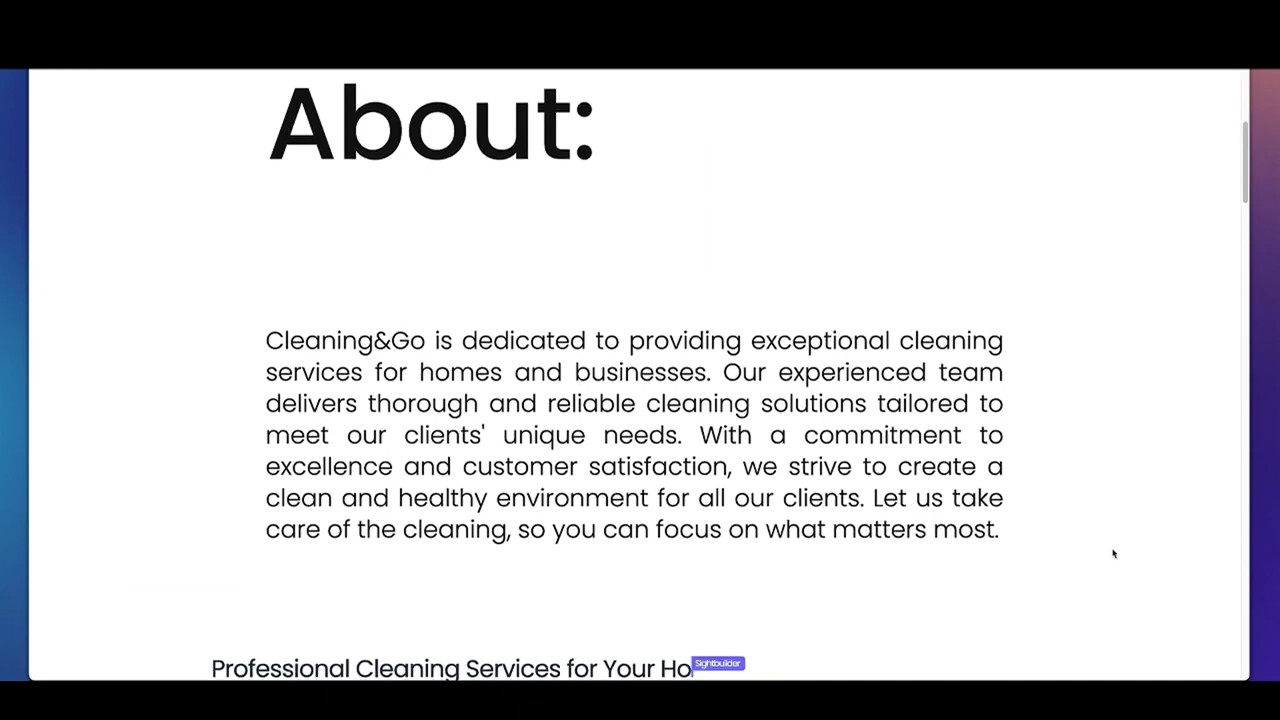 About:
Cleaning&Go is dedicated to providing exceptional cleaning
services for homes and businesses. Our experienced team
delivers thorough and reliable cleaning solutions tailored to
meet our clients' unique needs. With a commitment to
excellence and customer satisfaction, we strive to create a
clean and healthy environment for all our clients. Let us take
care of the cleaning, so you can focus on what matters most.
Professional Cleaning Services for Your Ho
Sightbuilder